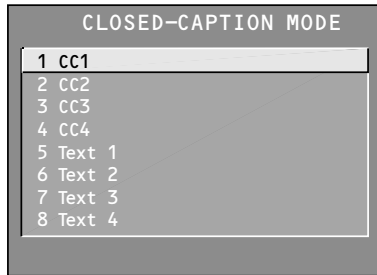 CLOSED-CAPTION MODE
1 CC1
2 CC2
3 CC3
4 CC4
5 Text 1
6 Text 2
7 Text 3
8 Text 4